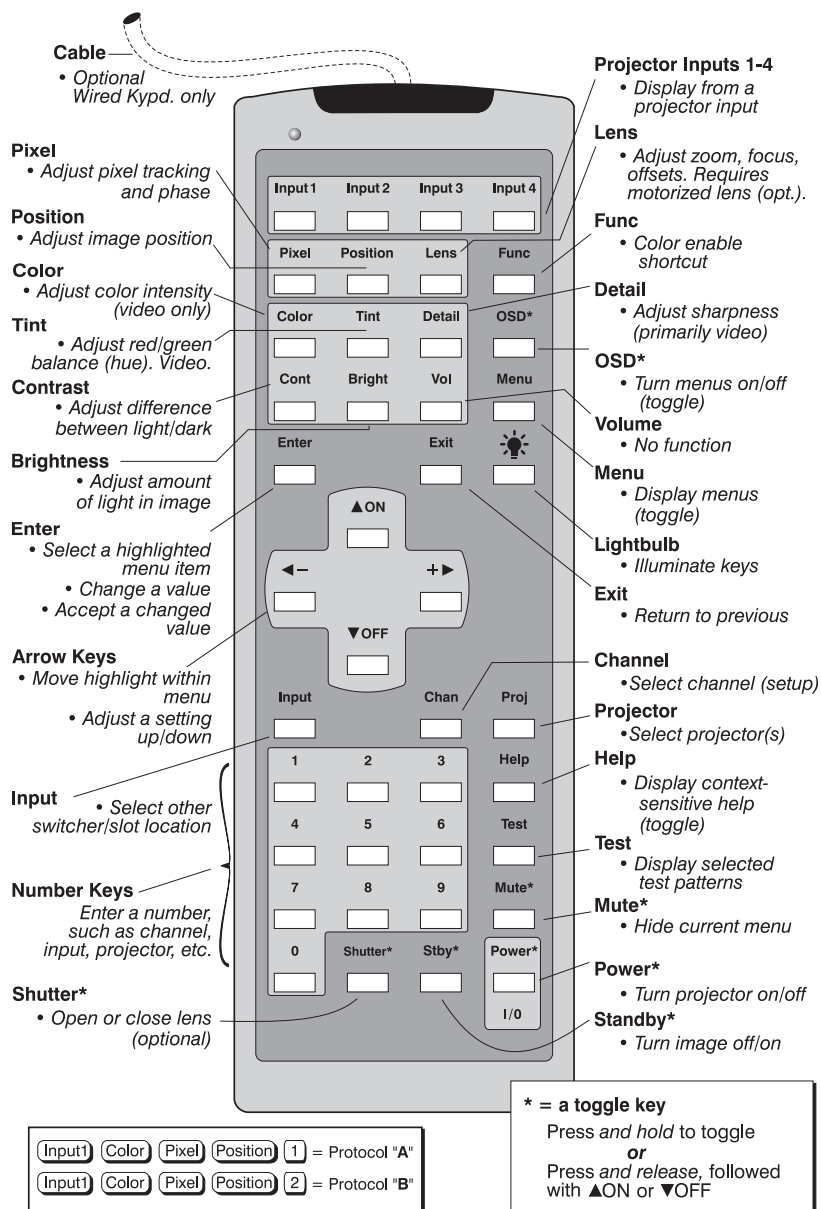 Cable
• Optional
Wired Kypd. only
Pixel
• Adjust pixel tracking
and phase
Position
• Adjust image position
Color
• Adjust color intensity
(video only)
Tint
• Adjust red/green
balance (hue). Video.
Contrast
• Adjust difference
between light/dark
Brightness
• Adjust amount
of light in image
Enter
• Select a highlighted
menu item
• Change a value
• Accept a changed
value
Arrow Keys
• Move highlight within
menu
• Adjust a setting
up/down
Input
• Select other
switcher/slot location
Number Keys
Enter a number,
such as channel,
input, projector, etc.
Shutter*
• Open or close lens
(optional)
Input 1 Input 2 Input 3 Input 4
Pixel Position Lens Func
Color Tint Detail OSD*
Cont Bright Vol Menu
Enter Exit
▲ON
◄– +►
▼OFF
Input Chan Proj
1 2 3 Help
4 5 6 Test
7 8 9 Mute*
0 Shutter* Stby* Power*
I/0
Projector Inputs 1-4
• Display from a
projector input
Lens
• Adjust zoom, focus,
offsets. Requires
motorized lens (opt.).
Func
• Color enable
shortcut
Detail
• Adjust sharpness
(primarily video)
OSD*
• Turn menus on/off
(toggle)
Volume
• No function
Menu
• Display menus
(toggle)
Lightbulb
• Illuminate keys
Exit
• Return to previous
Channel
•Select channel (setup)
Projector
•Select projector(s)
Help
• Display context-
sensitive help
(toggle)
Test
• Display selected
test patterns
Mute*
• Hide current menu
Power*
• Turn projector on/off
Standby*
• Turn image off/on
Input1 Color Pixel Position 1 = Protocol "A"
Input1 Color Pixel Position 2 = Protocol "B"
* = a toggle key
Press and hold to toggle
or
Press and release, followed
with ▲ON or ▼OFF